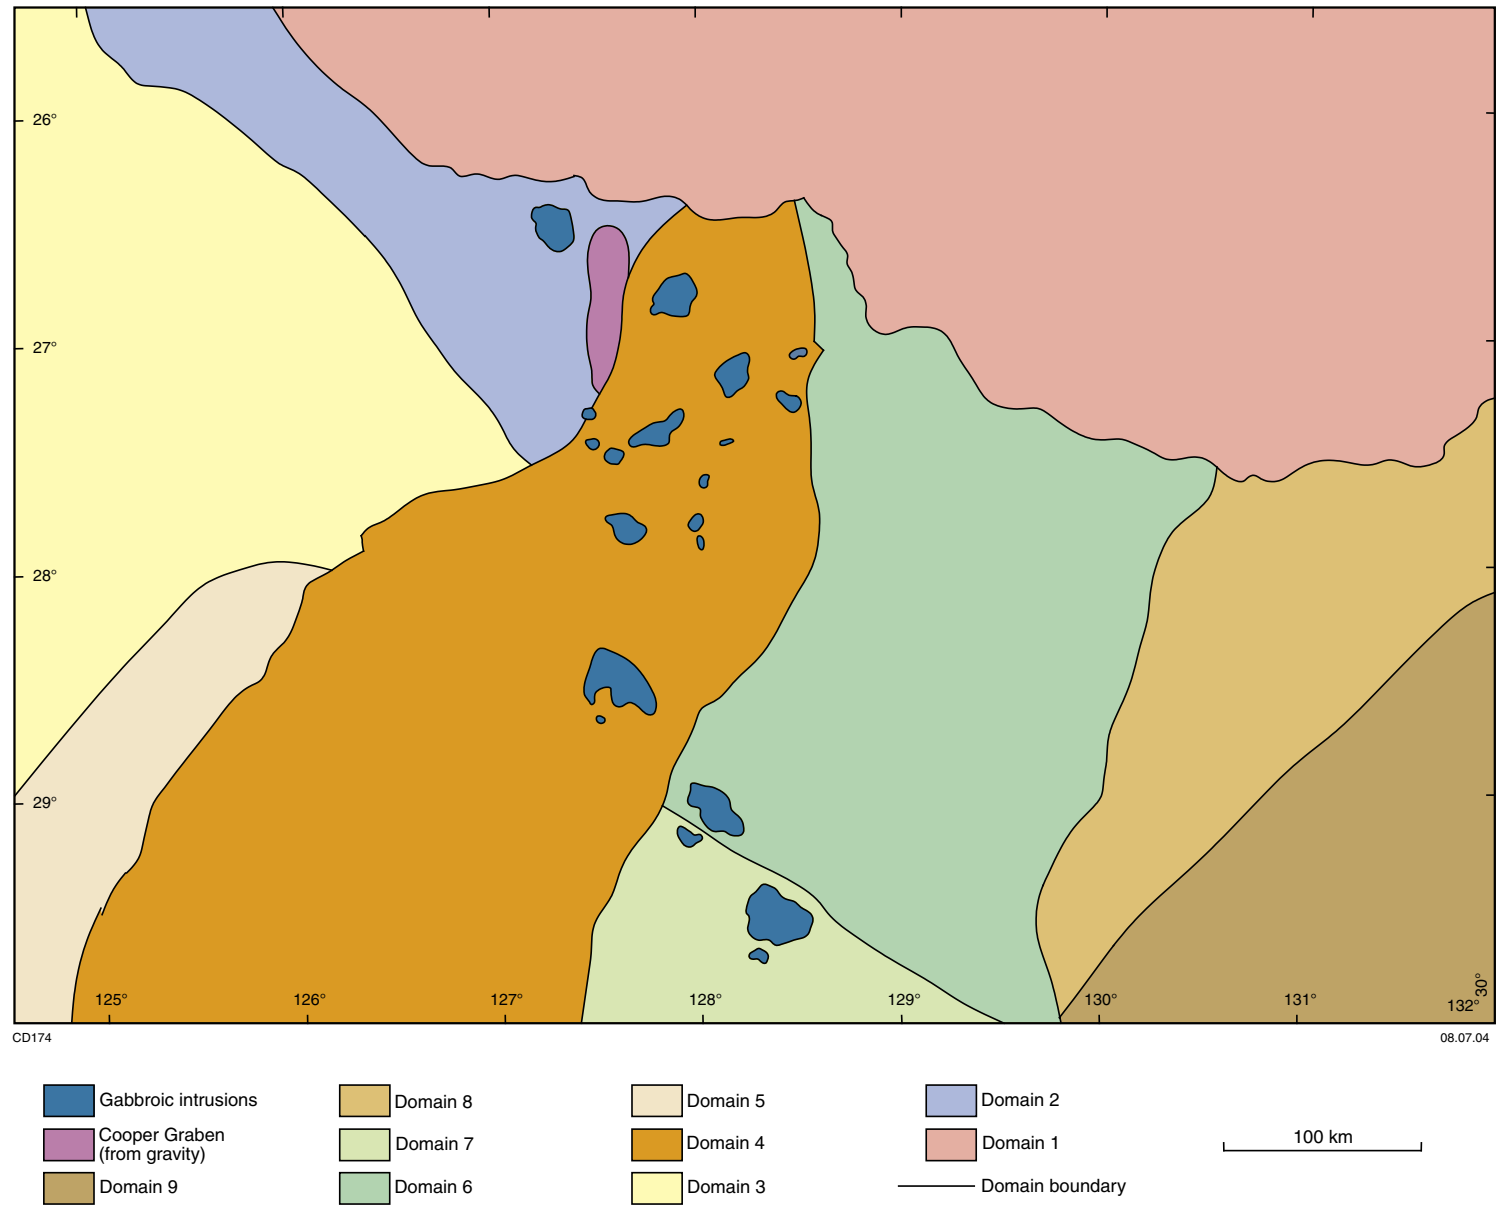 26°
27°
28°
29°
125°
126°
127°
128°
129°
130°
131°
132° 30°
CD174
08.07.04
Gabbroic intrusions
Cooper Graben
(from gravity)
Domain 9
Domain 8
Domain 7
Domain 6
Domain 5
Domain 4
Domain 3
Domain 2
Domain 1
Domain boundary
100 km